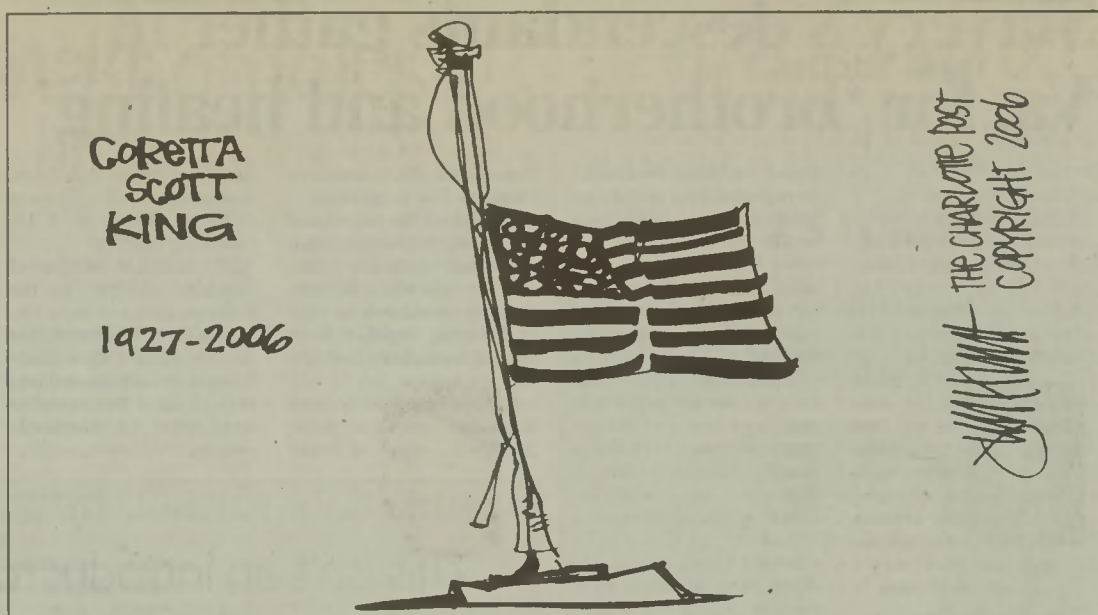 CORETTA
SCOTT
KING
1927-2006
THE CHARLOTTE POST
COPYRIGHT 2006